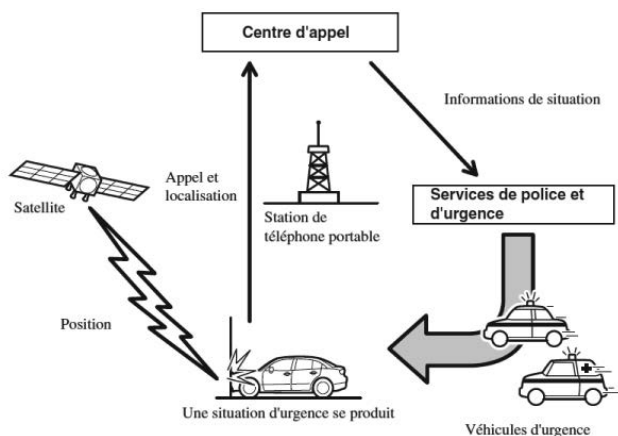 Centre d'appel
Informations de situation
Appel et
localisation
Satellite
Station de
téléphone portable
Services de police et
d'urgence
Position
Une situation d'urgence se produit
Véhicules d'urgence